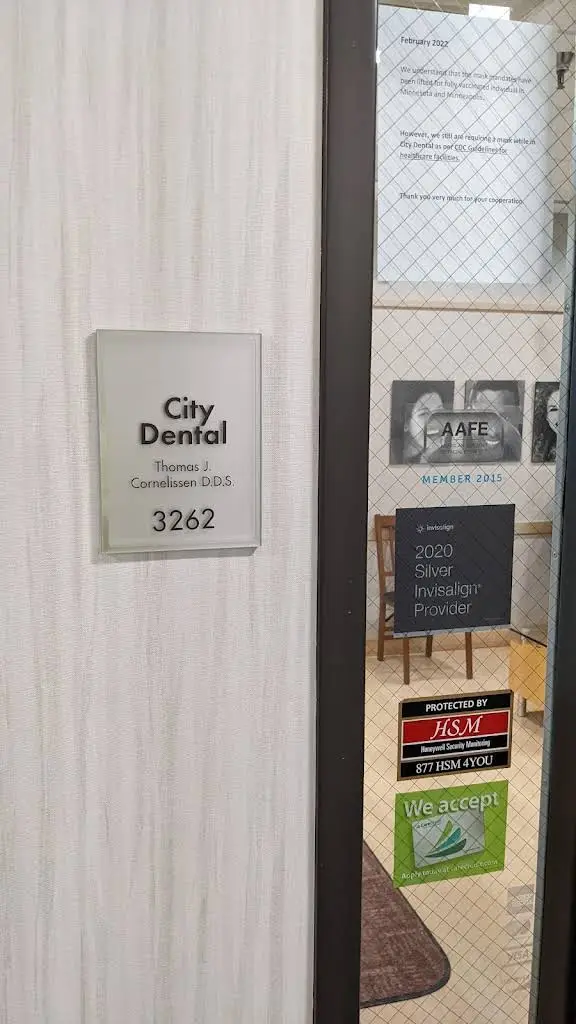 City
Dental
Thomas J.
Cornelissen D.D.S.
3262
February 2022
We understand that the mask mandates have
been lifted for fully vaccinated individual in
Minnesota and Minneapolis.
However, we still are requiring a mask while in
City Dental as per CDC Guidelines for
healthcare facilities.
Thank you very much for your cooperation.
AAFE
MEMBER 2015
invisalign
2020
Silver
Invisalign®
Provider
PROTECTED BY
HSM
Honeywell Security Monitoring
877 HSM 4YOU
We accept
VISA